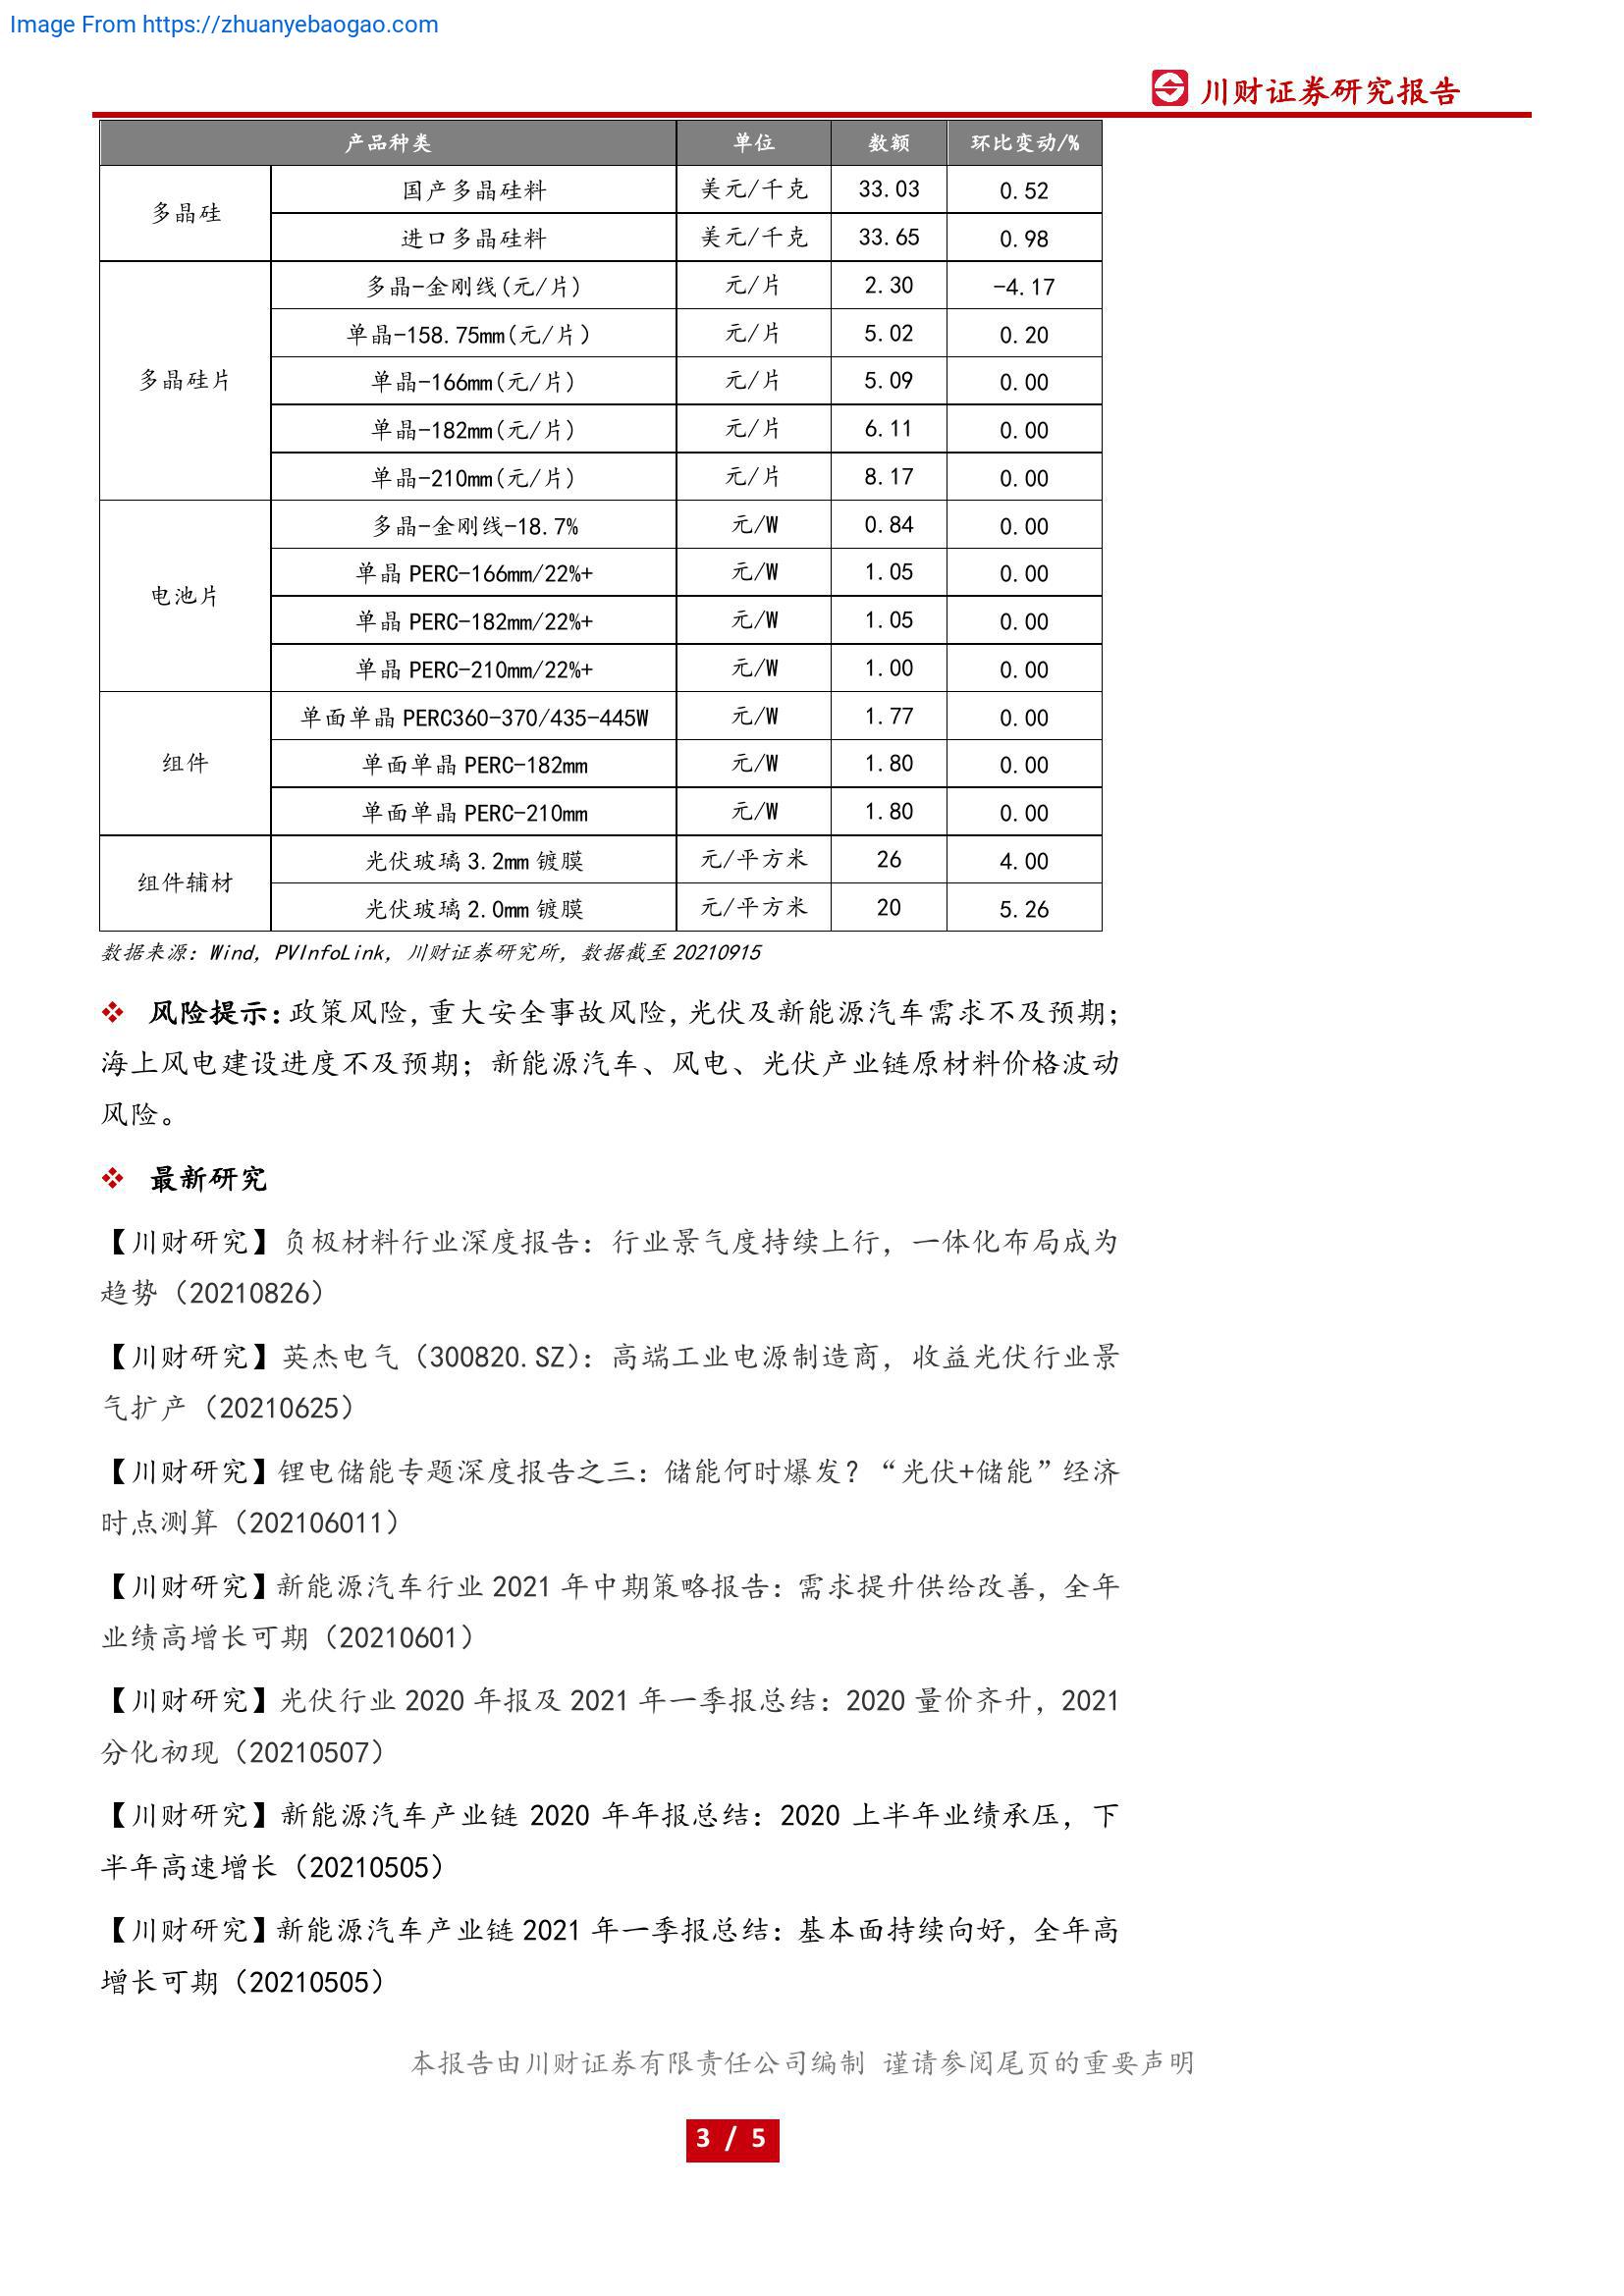 Image From https://zhuanyebaogao.com
川财证券研究报告
产品种类 单位 数额 环比变动/%
多晶硅 国产多晶硅料 美元/千克 33.03 0.52
进口多晶硅料 美元/千克 33.65 0.98
多晶硅片 多晶-金刚线(元/片) 元/片 2.30 -4.17
单晶-158.75mm(元/片) 元/片 5.02 0.20
单晶-166mm(元/片) 元/片 5.09 0.00
单晶-182mm(元/片) 元/片 6.11 0.00
单晶-210mm(元/片) 元/片 8.17 0.00
电池片 多晶-金刚线-18.7% 元/W 0.84 0.00
单晶 PERC-166mm/22%+ 元/W 1.05 0.00
单晶 PERC-182mm/22%+ 元/W 1.05 0.00
单晶 PERC-210mm/22%+ 元/W 1.00 0.00
组件 单面单晶 PERC360-370/435-445W 元/W 1.77 0.00
单面单晶 PERC-182mm 元/W 1.80 0.00
单面单晶 PERC-210mm 元/W 1.80 0.00
组件辅材 光伏玻璃 3.2mm 镀膜 元/平方米 26 4.00
光伏玻璃 2.0mm 镀膜 元/平方米 20 5.26
数据来源：Wind，PVInfoLink，川财证券研究所，数据截至 20210915
❖ 风险提示：政策风险，重大安全事故风险，光伏及新能源汽车需求不及预期；
海上风电建设进度不及预期；新能源汽车、风电、光伏产业链原材料价格波动
风险。
❖ 最新研究
【川财研究】负极材料行业深度报告：行业景气度持续上行，一体化布局成为
趋势（20210826）
【川财研究】英杰电气（300820.SZ）：高端工业电源制造商，收益光伏行业景
气扩产（20210625）
【川财研究】锂电储能专题深度报告之三：储能何时爆发？“光伏+储能”经济
时点测算（202106011）
【川财研究】新能源汽车行业 2021 年中期策略报告：需求提升供给改善，全年
业绩高增长可期（20210601）
【川财研究】光伏行业 2020 年报及 2021 年一季报总结：2020 量价齐升，2021
分化初现（20210507）
【川财研究】新能源汽车产业链 2020 年年报总结：2020 上半年业绩承压，下
半年高速增长（20210505）
【川财研究】新能源汽车产业链 2021 年一季报总结：基本面持续向好，全年高
增长可期（20210505）
本报告由川财证券有限责任公司编制 谨请参阅尾页的重要声明
3 / 5